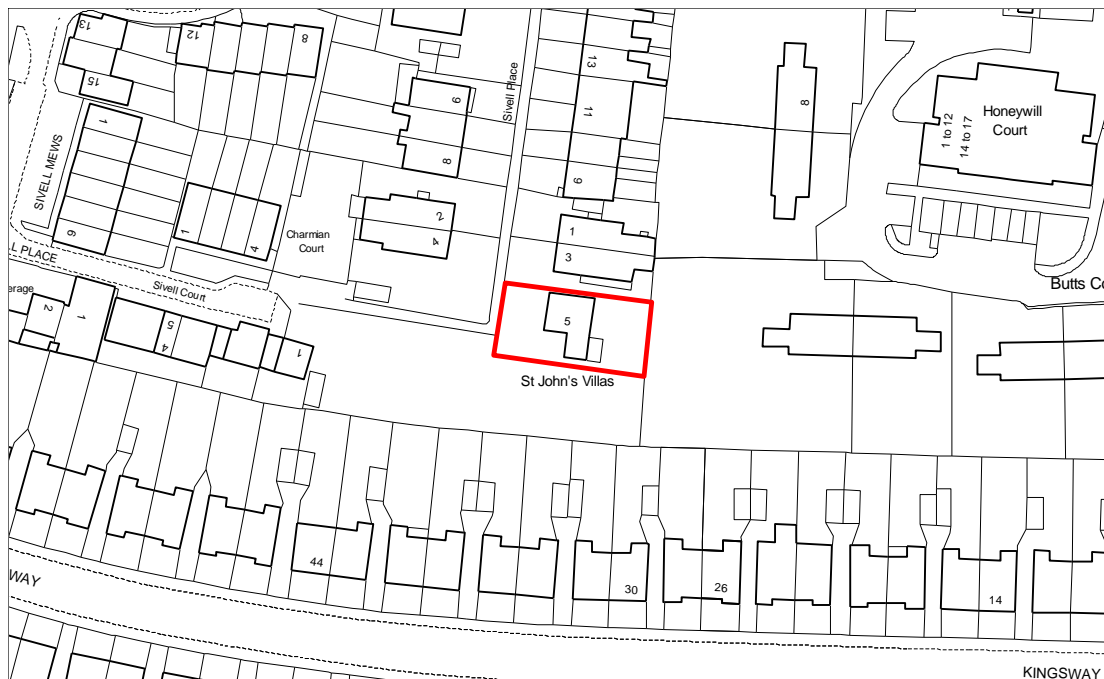 13
12
8
15
1
9
SIVELL MEWS
L PLACE
erage
2
1
Sivell Court
5
4
1
1
4
Charmian
Court
6
8
2
4
Sivell Place
13
11
6
1
3
5
St John's Villas
8
1 to 12
14 to 17
Honeywill
Court
Butts Co
WAY
44
30
26
14
KINGSWAY